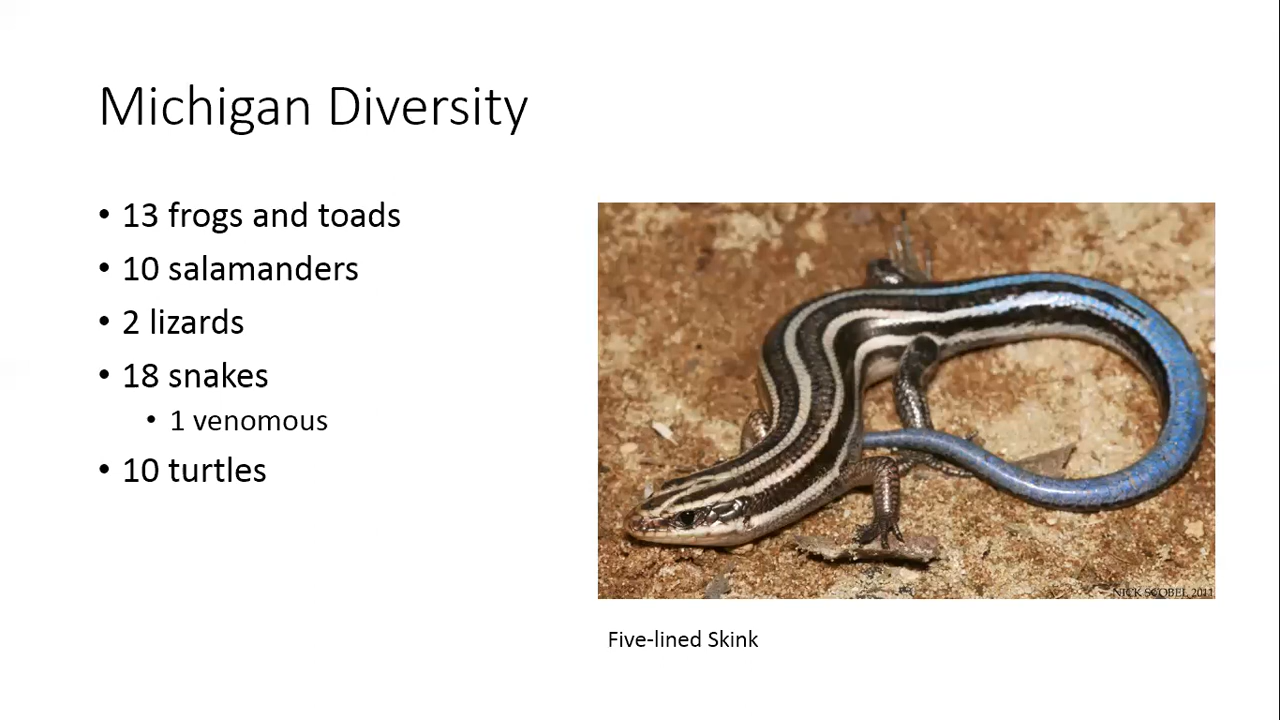 Michigan Diversity
• 13 frogs and toads
• 10 salamanders
• 2 lizards
• 18 snakes
• 1 venomous
• 10 turtles
NICK SCOBEL 2011
Five-lined Skink